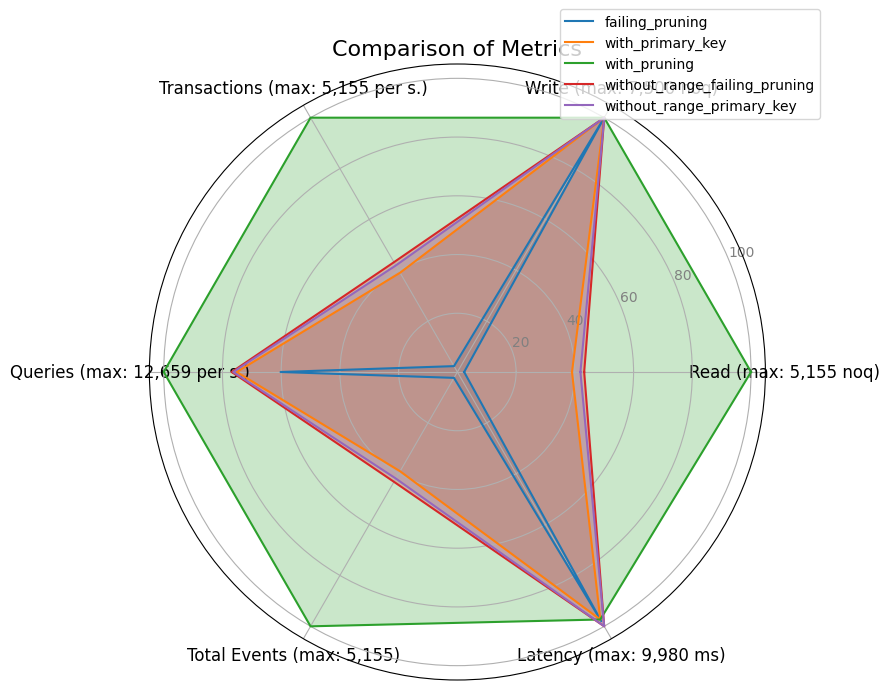 failing_pruning
with_primary_key
with_pruning
without_range_failing_pruning
without_range_primary_key
Comparison of Metrics
Transactions (max: 5,155 per s.)
Write (max: noq)
100
80
60
40
20
Queries (max: 12,659 per s.)
Read (max: 5,155 noq)
Total Events (max: 5,155)
Latency (max: 9,980 ms)